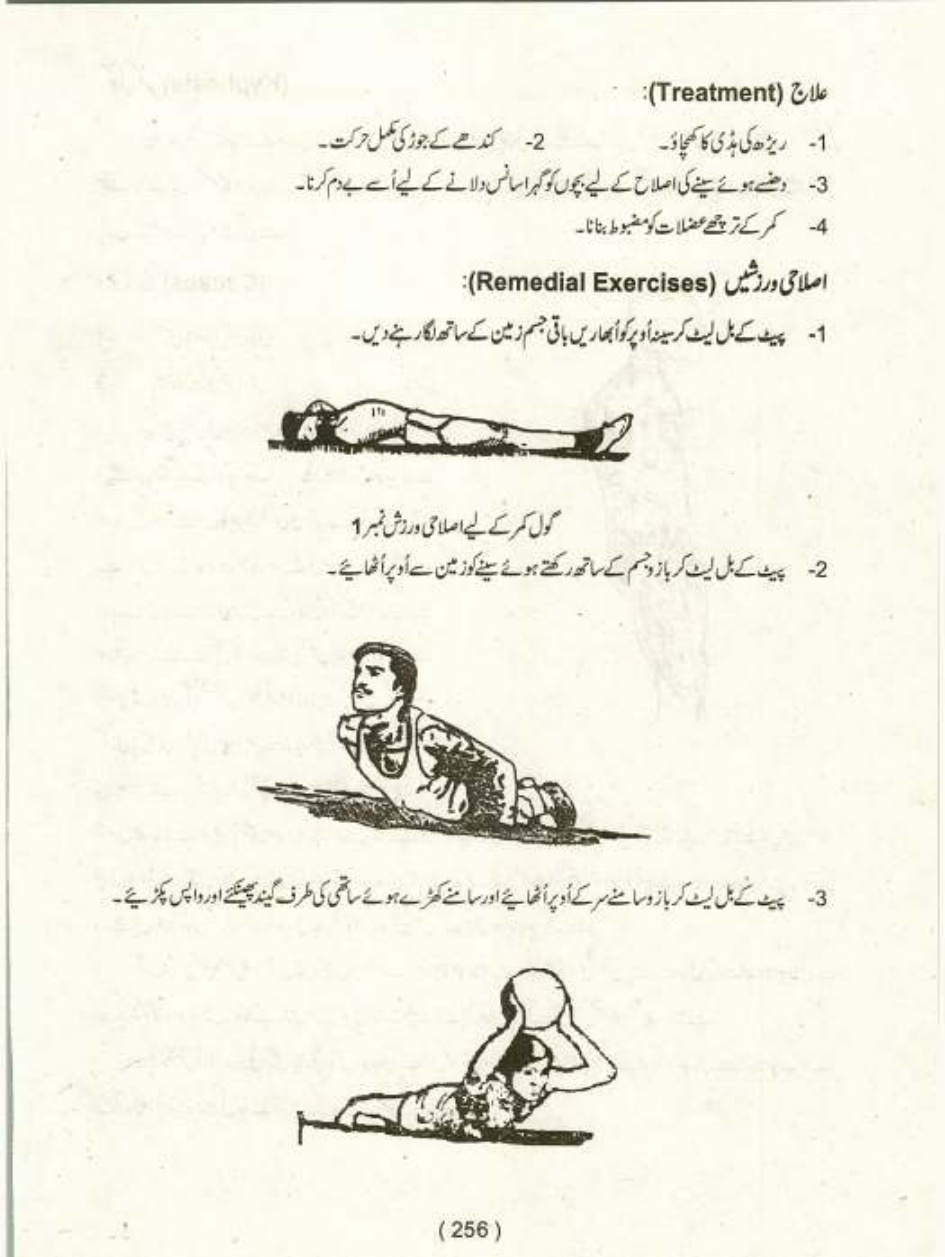 علاج (Treatment):
1- ریڑھ کی ہڈی کا کھچاؤ۔ 2- کندھے کے جوڑ کی مکمل حرکت۔
3- دھنسے ہوئے سینے کی اصلاح کے لیے بچوں کو گہرا سانس دلانے کے لیے اُسے بے دم کرنا۔
4- کمر کے ترچھے عضلات کو مضبوط بنانا۔
اصلاحی ورزشیں (Remedial Exercises):
1- پیٹ کے بل لیٹ کر سینہ اُوپر کو اُبھاریں باقی جسم زمین کے ساتھ لگا رہنے دیں۔
گول کمر کے لیے اصلاحی ورزش نمبر 1
2- پیٹ کے بل لیٹ کر بازو جسم کے ساتھ رکھتے ہوئے سینے کو زمین سے اُوپر اُٹھائیے۔
3- پیٹ کے بل لیٹ کر بازو سامنے سر کے اُوپر اُٹھائیے اور سامنے کھڑے ہوئے ساتھی کی طرف گیند پھینکئے اور واپس پکڑئیے۔
( 256 )